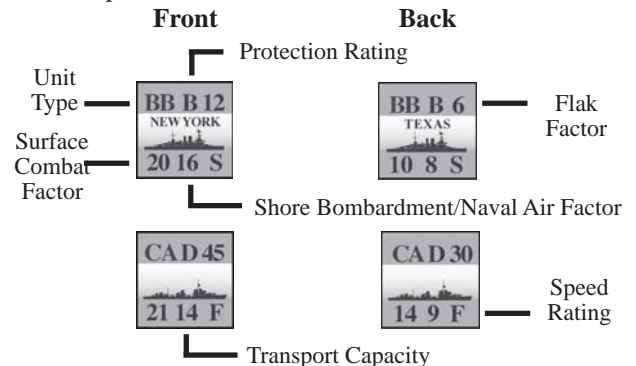 Front Back
Protection Rating
Unit
Type
Surface
Combat
Factor
BB B 12
NEW YORK
20 16 S
BB B 6
TEXAS
10 8 S
Flak
Factor
Shore Bombardment/Naval Air Factor
CA D 45
21 14 F
CA D 30
14 9 F
Speed
Rating
Transport Capacity